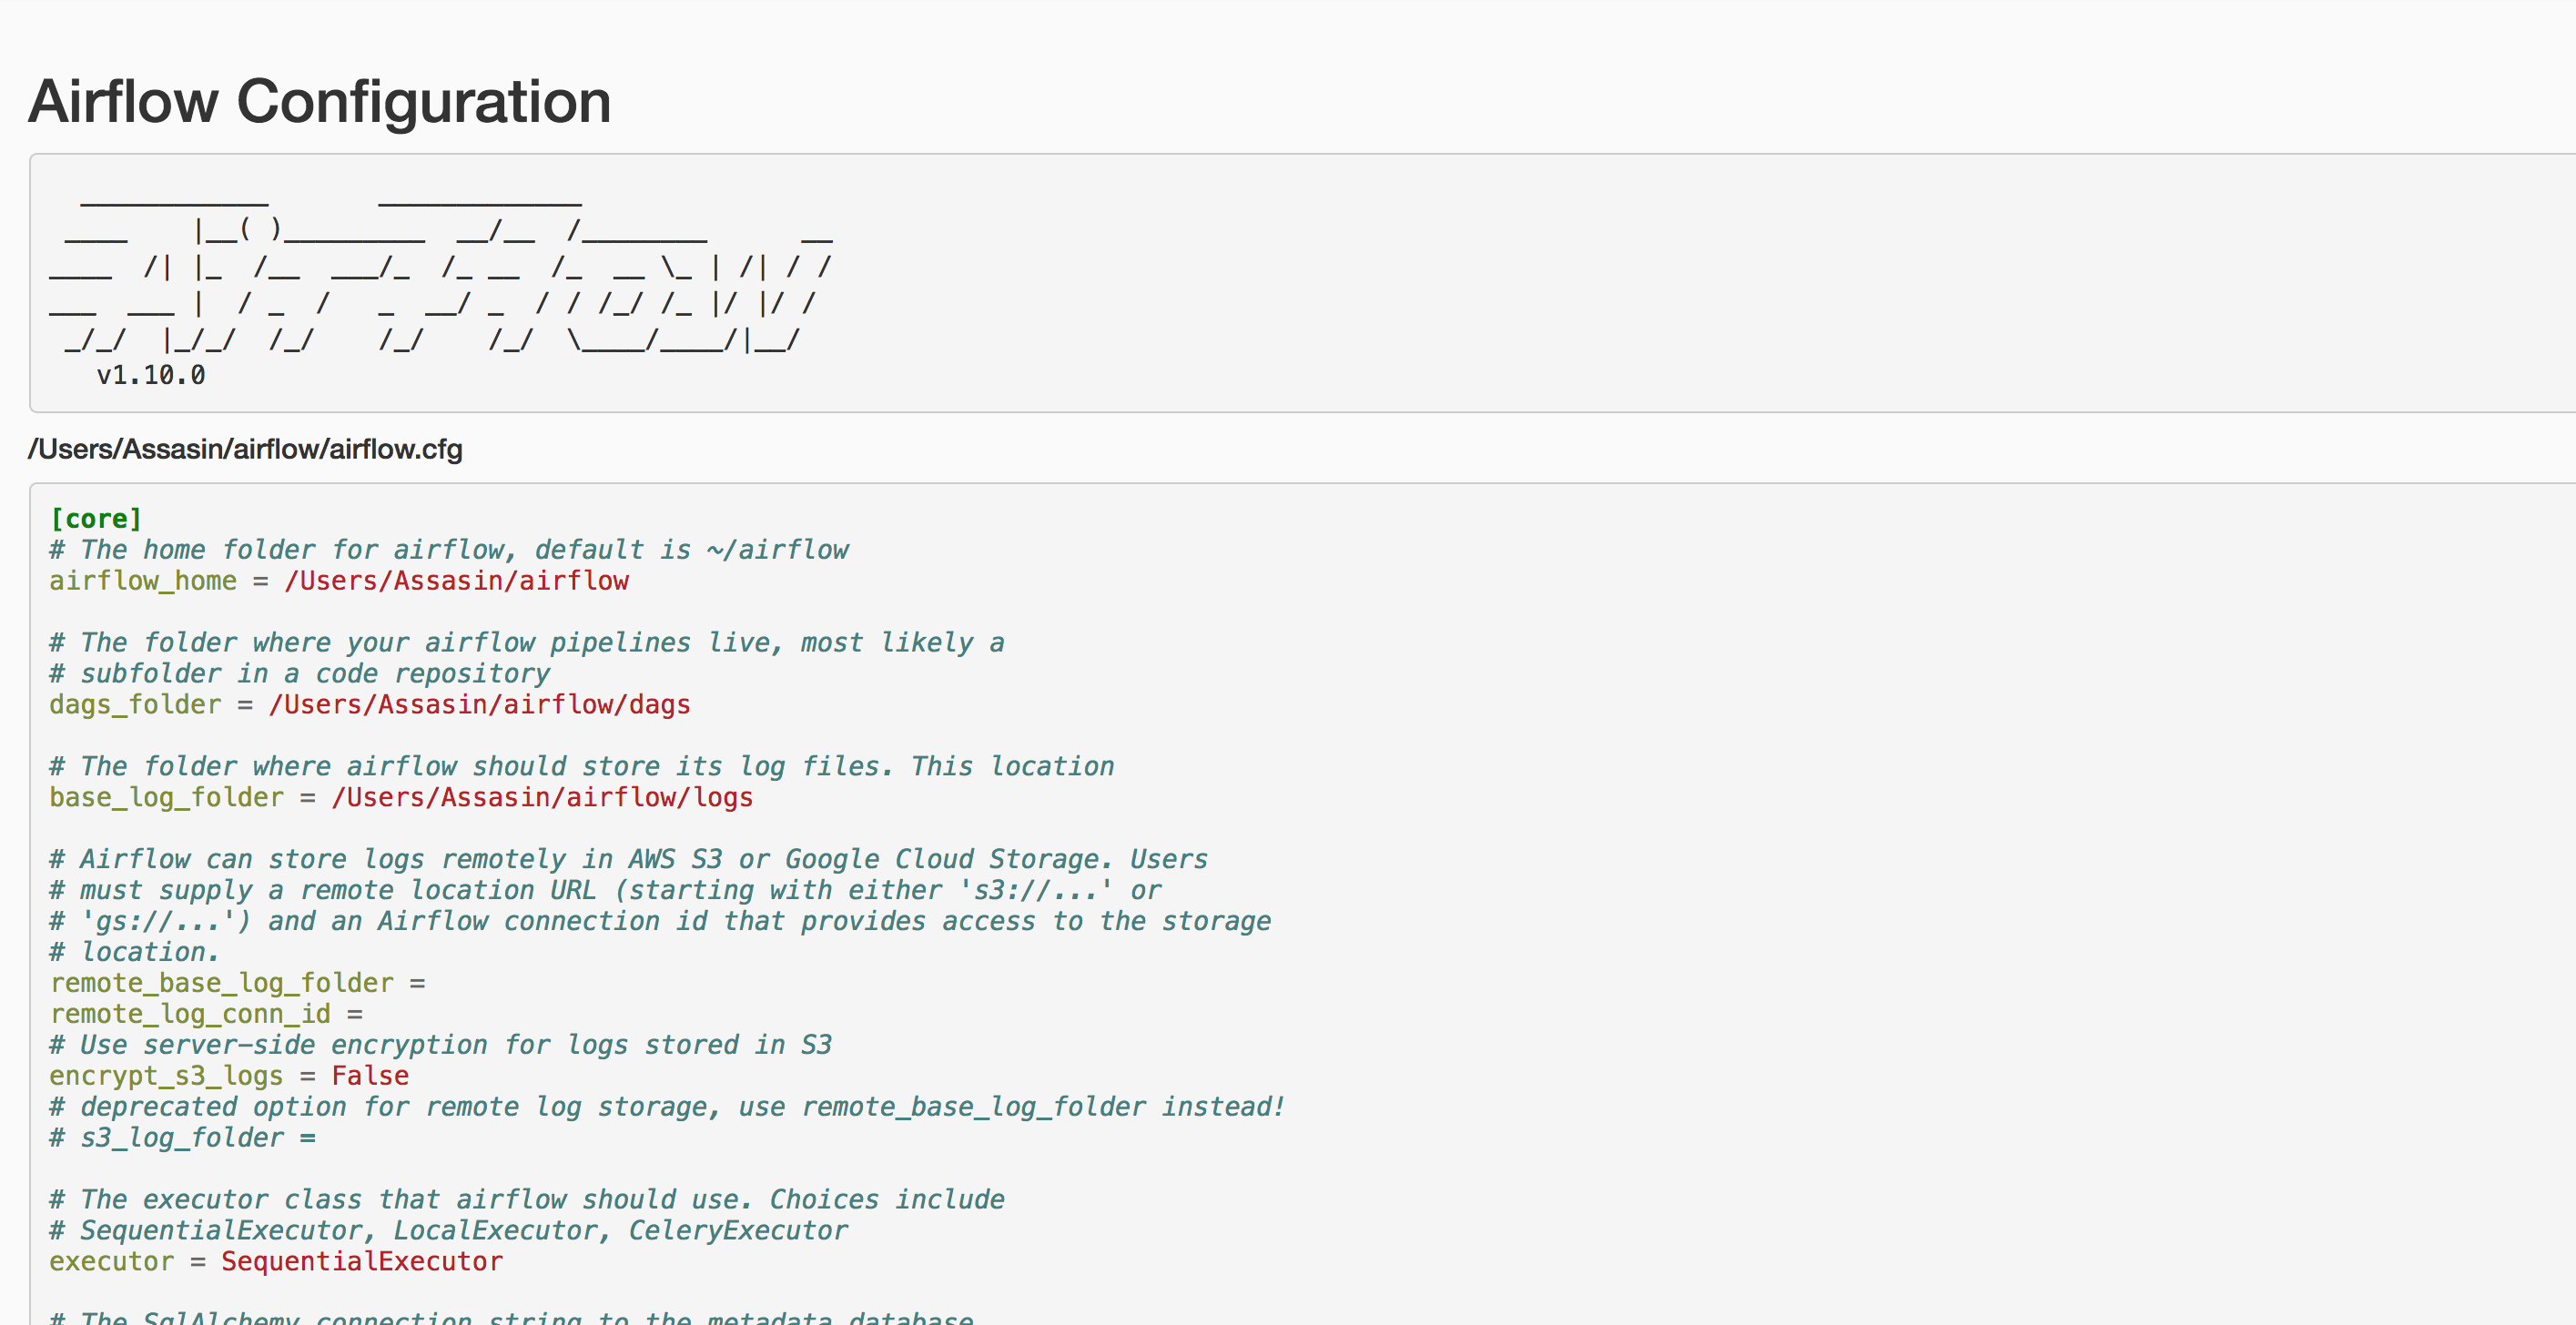 Airflow Configuration
  ____________       _____________
 ____    |__( )_________  __/__  /________      __
____  /| |_  /__  ___/_  /_ __  /_  __ \_ | /| / /
___  ___ |  / _  /   _  __/ _  / / /_/ /_ |/ |/ /
 _/_/  |_/_/  /_/    /_/    /_/  \____/____/|__/
   v1.10.0
/Users/Assasin/airflow/airflow.cfg
[core]
# The home folder for airflow, default is ~/airflow
airflow_home = /Users/Assasin/airflow
# The folder where your airflow pipelines live, most likely a
# subfolder in a code repository
dags_folder = /Users/Assasin/airflow/dags
# The folder where airflow should store its log files. This location
base_log_folder = /Users/Assasin/airflow/logs
# Airflow can store logs remotely in AWS S3 or Google Cloud Storage. Users
# must supply a remote location URL (starting with either 's3://...' or
# 'gs://...') and an Airflow connection id that provides access to the storage
# location.
remote_base_log_folder =
remote_log_conn_id =
# Use server-side encryption for logs stored in S3
encrypt_s3_logs = False
# deprecated option for remote log storage, use remote_base_log_folder instead!
# s3_log_folder =
# The executor class that airflow should use. Choices include
# SequentialExecutor, LocalExecutor, CeleryExecutor
executor = SequentialExecutor
# The SqlAlchemy connection string to the metadata database